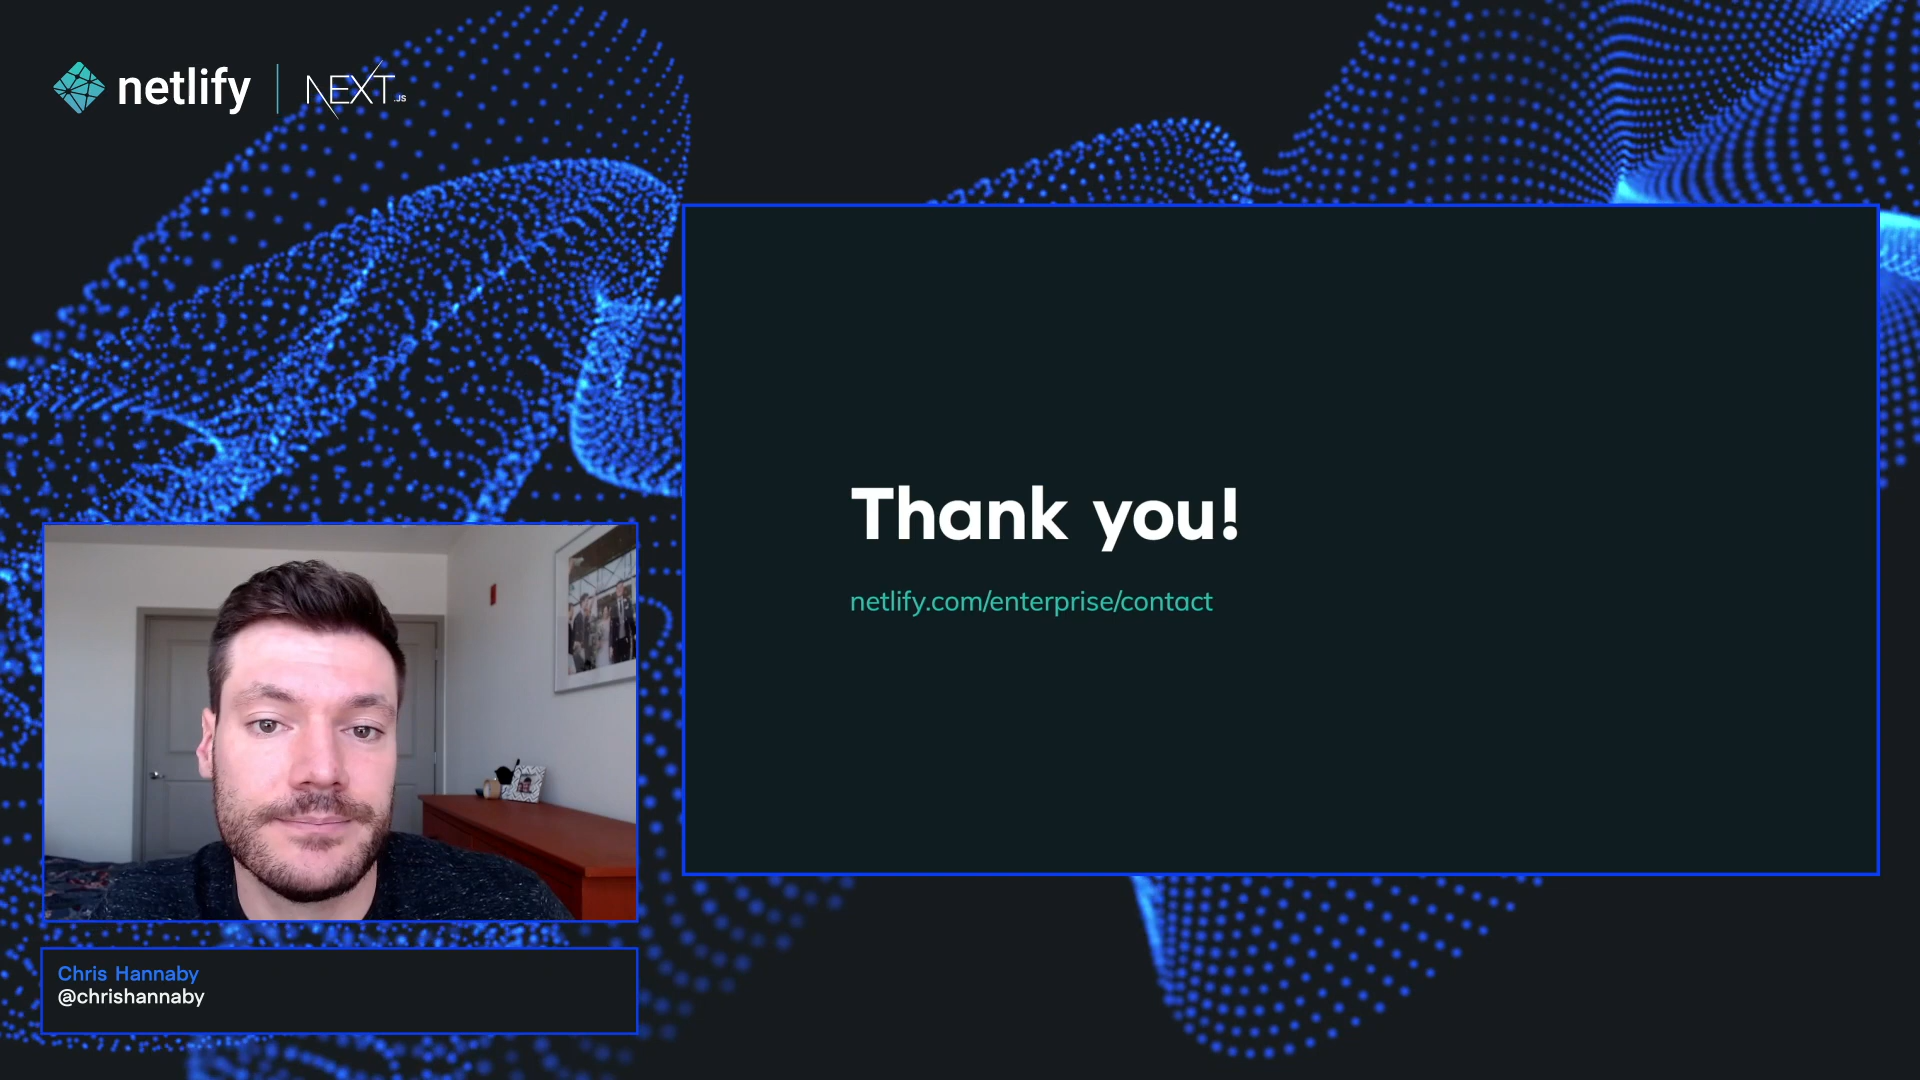 netlify | NEXT.JS
Thank you!
netlify.com/enterprise/contact
Chris Hannaby
@chrishannaby